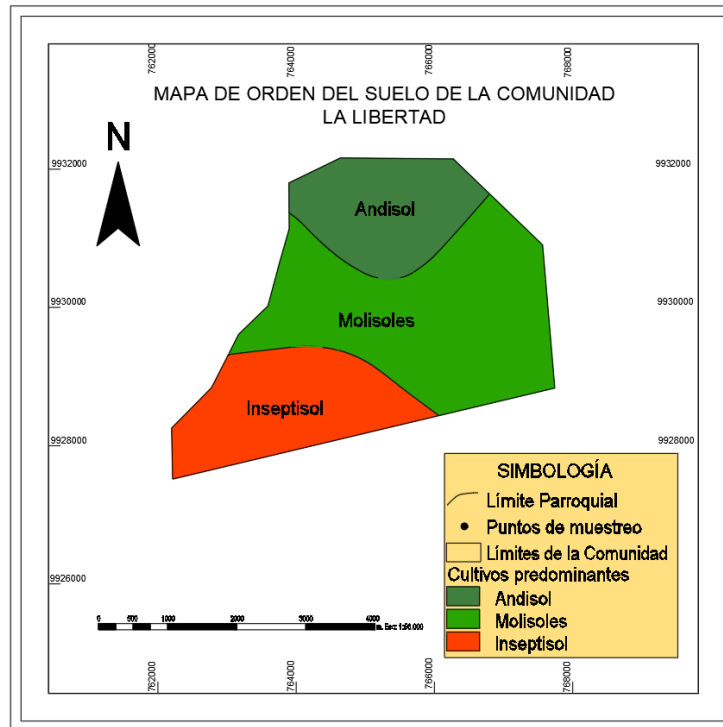 762000 764000 766000 768000
MAPA DE ORDEN DEL SUELO DE LA COMUNIDAD
LA LIBERTAD
N
9932000 9932000
Andisol
9930000 9930000
Molisoles
Inseptisol
9928000 9928000
SIMBOLOGÍA
Límite Parroquial
Puntos de muestreo
Límites de la Comunidad
Cultivos predominantes
Andisol
Molisoles
Inseptisol
9926000 9926000
0 500 1000 2000 3000 4000
762000 764000 766000 768000